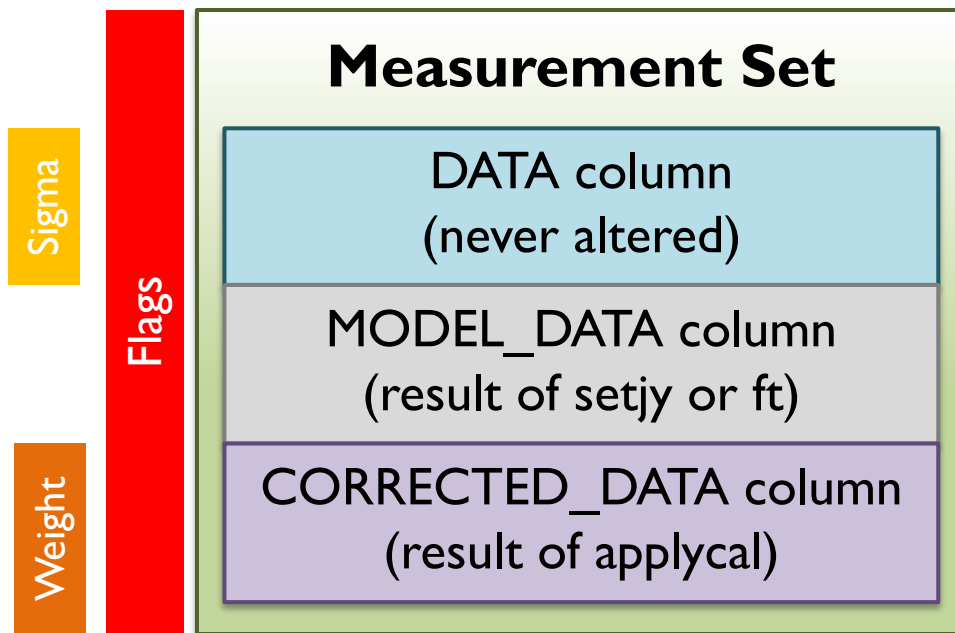 Measurement Set
Sigma
DATA column
(never altered)
Flags
MODEL_DATA column
(result of setjy or ft)
Weight
CORRECTED_DATA column
(result of applycal)